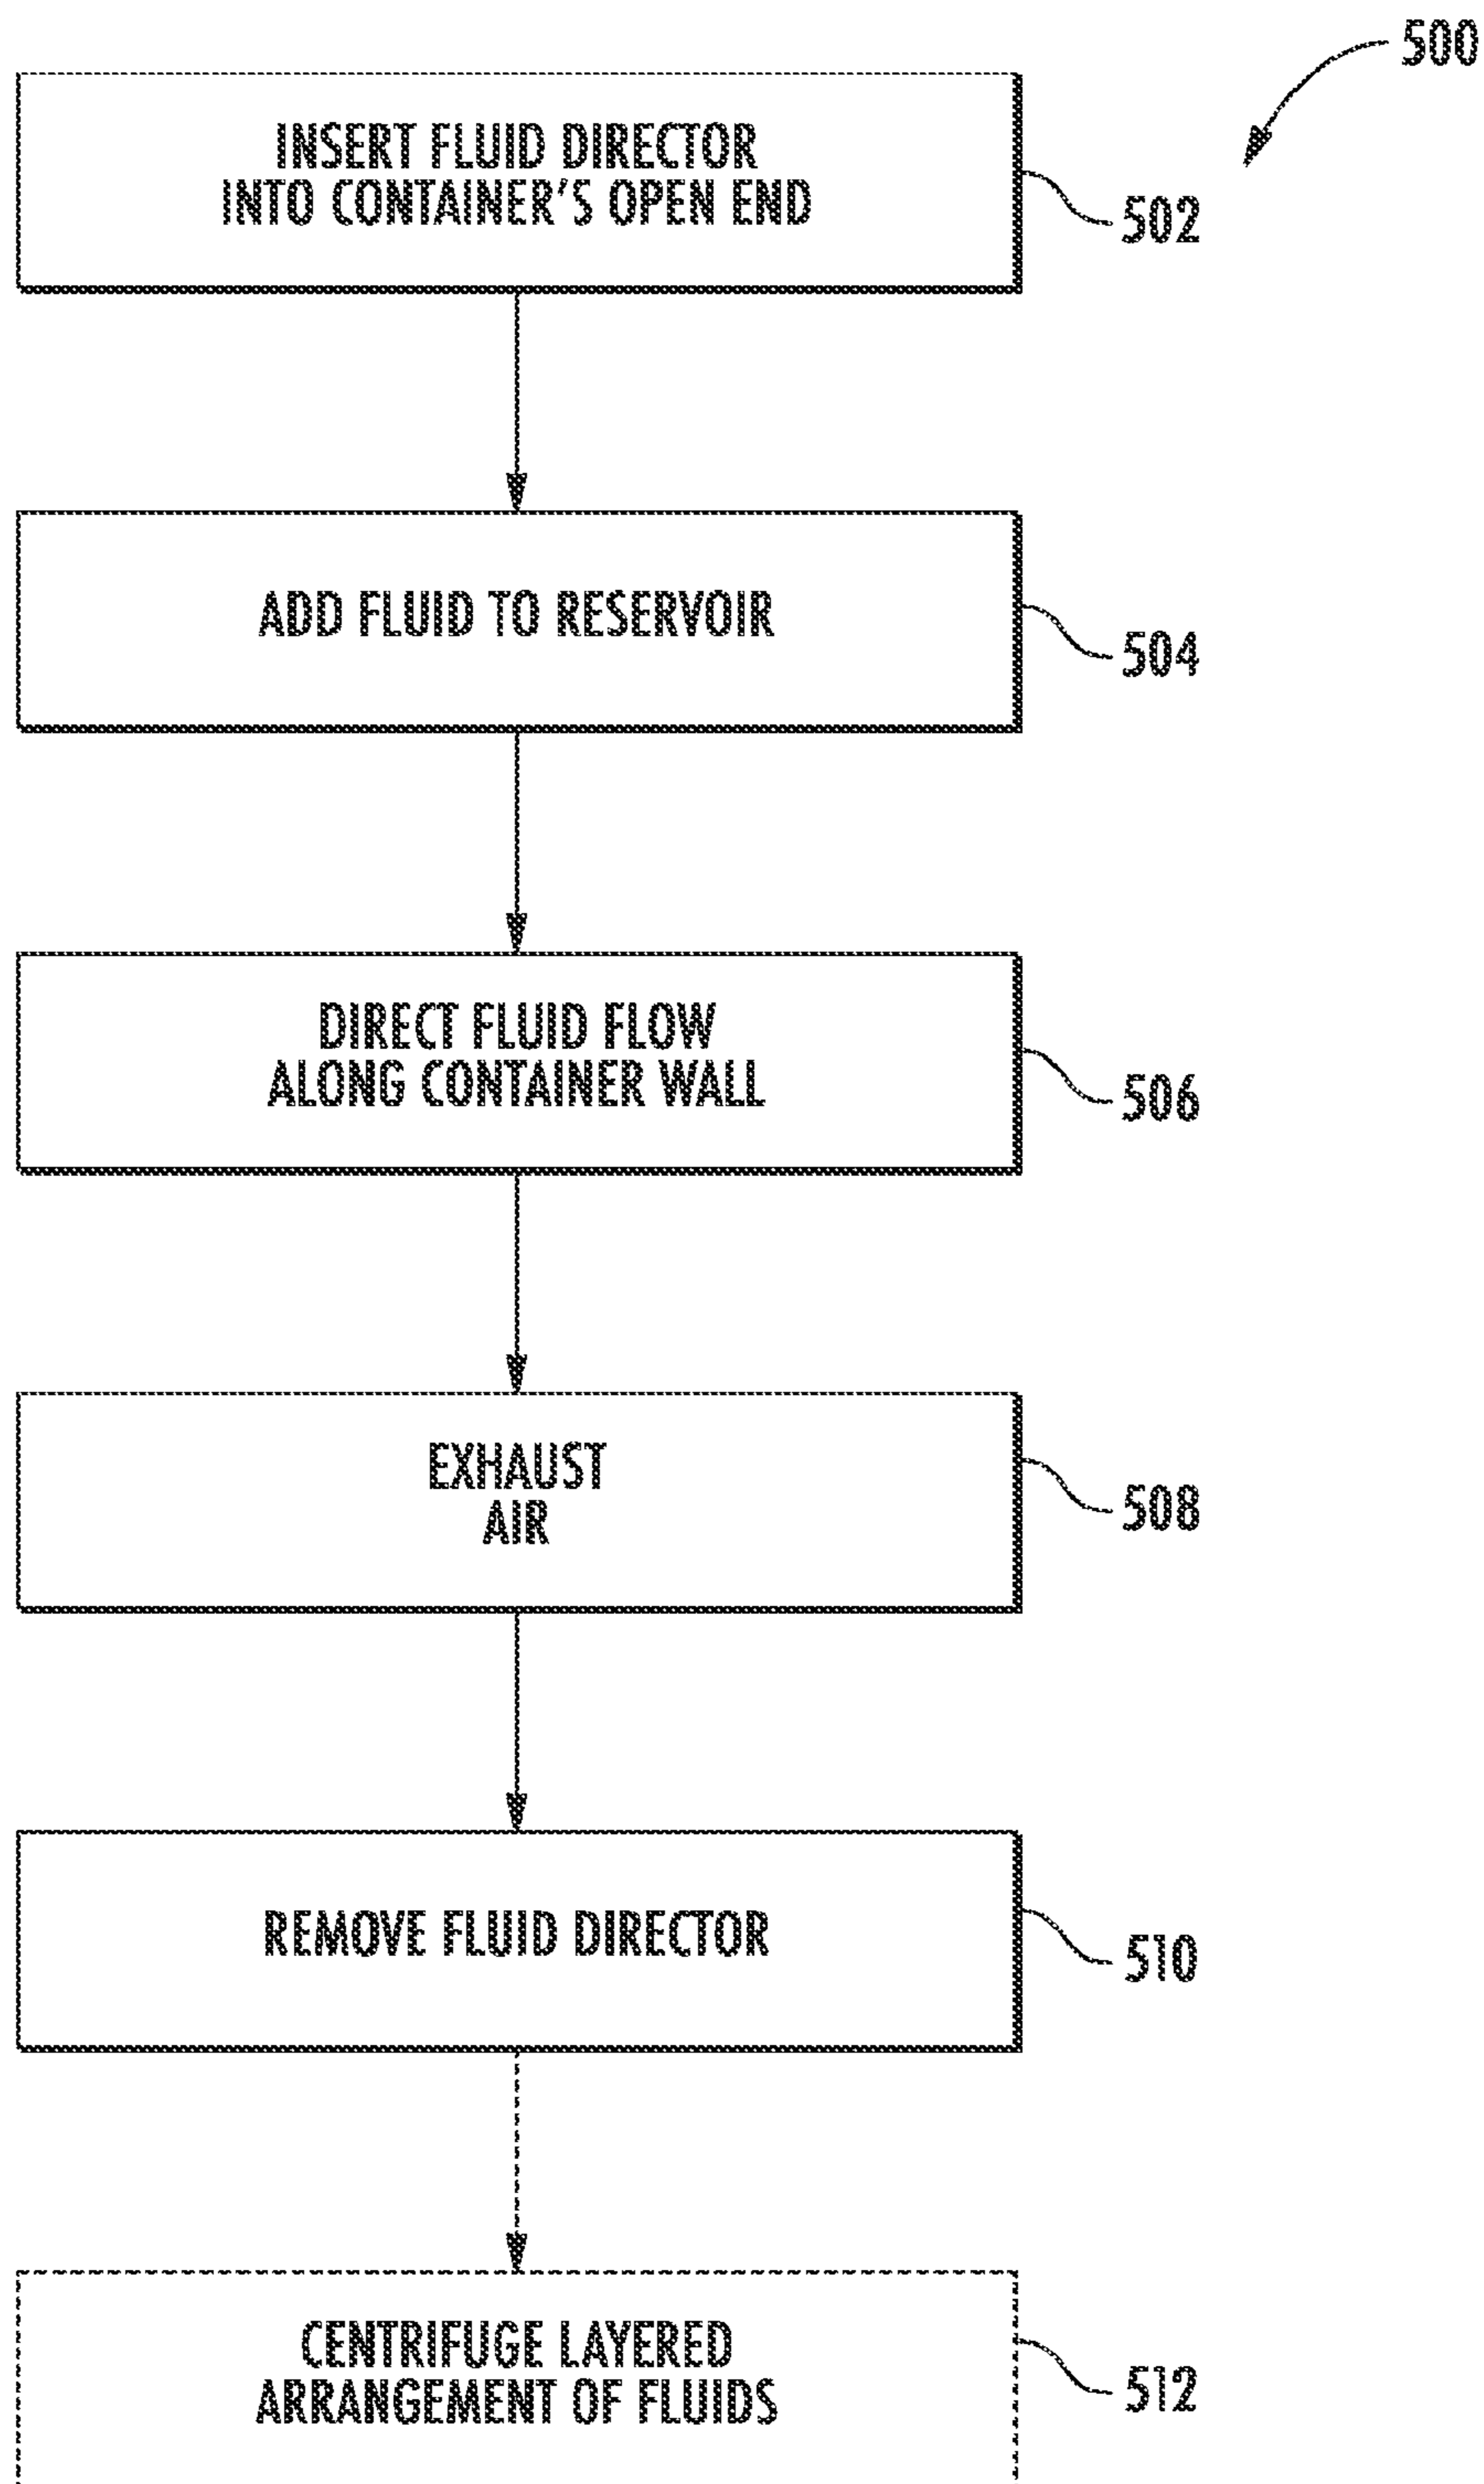 500
INSERT FLUID DIRECTOR
INTO CONTAINER'S OPEN END
502
ADD FLUID TO RESERVOIR
504
DIRECT FLUID FLOW
ALONG CONTAINER WALL
506
EXHAUST
AIR
508
REMOVE FLUID DIRECTOR
510
CENTRIFUGE LAYERED
ARRANGEMENT OF FLUIDS
512